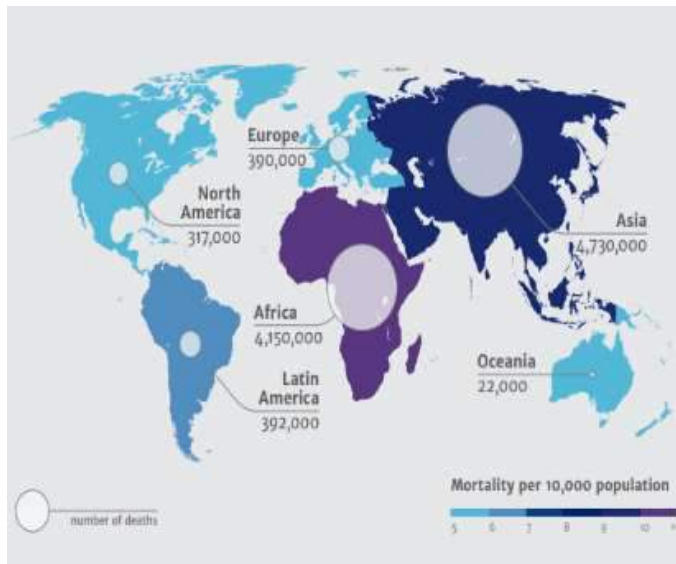 Europe
390,000
North
America
317,000
Asia
4,730,000
Africa
4,150,000
Oceania
22,000
Latin
America
392,000
Mortality per 10,000 population
5 6 7 8 9 10
number of deaths